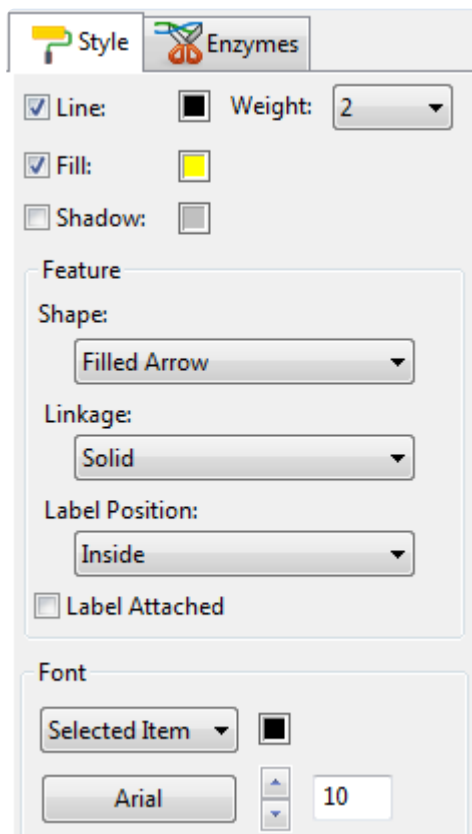 Style Enzymes
Line: Weight: 2
Fill:
Shadow:
Feature
Shape:
Filled Arrow
Linkage:
Solid
Label Position:
Inside
Label Attached
Font
Selected Item
Arial 10